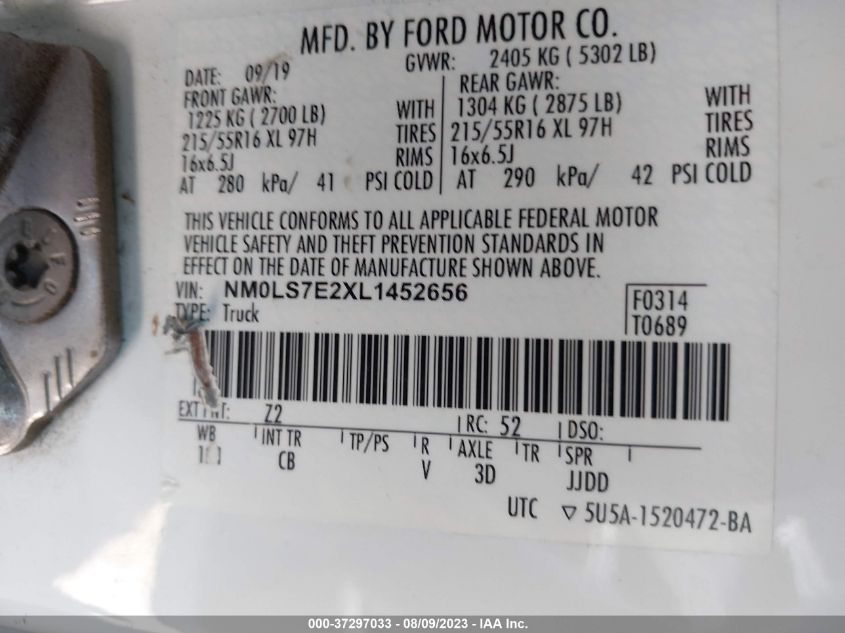 MFD. BY FORD MOTOR CO.
DATE: 09/19 GVWR: 2405 KG ( 5302 LB)
FRONT GAWR: REAR GAWR:
1225 KG ( 2700 LB) WITH 1304 KG ( 2875 LB) WITH
215/55R16 XL 97H TIRES 215/55R16 XL 97H TIRES
16x6.5J RIMS 16x6.5J RIMS
AT 280 kPa/ 41 PSI COLD AT 290 kPa/ 42 PSI COLD
THIS VEHICLE CONFORMS TO ALL APPLICABLE FEDERAL MOTOR
VEHICLE SAFETY AND THEFT PREVENTION STANDARDS IN
EFFECT ON THE DATE OF MANUFACTURE SHOWN ABOVE.
VIN: NM0LS7E2XL1452656
TYPE: Truck
F0314
T0689
EXT PNT: Z2 RC: 52 DSO:
WB INT TR TP/PS R AXLE TR SPR
CB V 3D JJDD
UTC ▽ 5U5A-1520472-BA
000-37297033 - 08/09/2023 - IAA Inc.